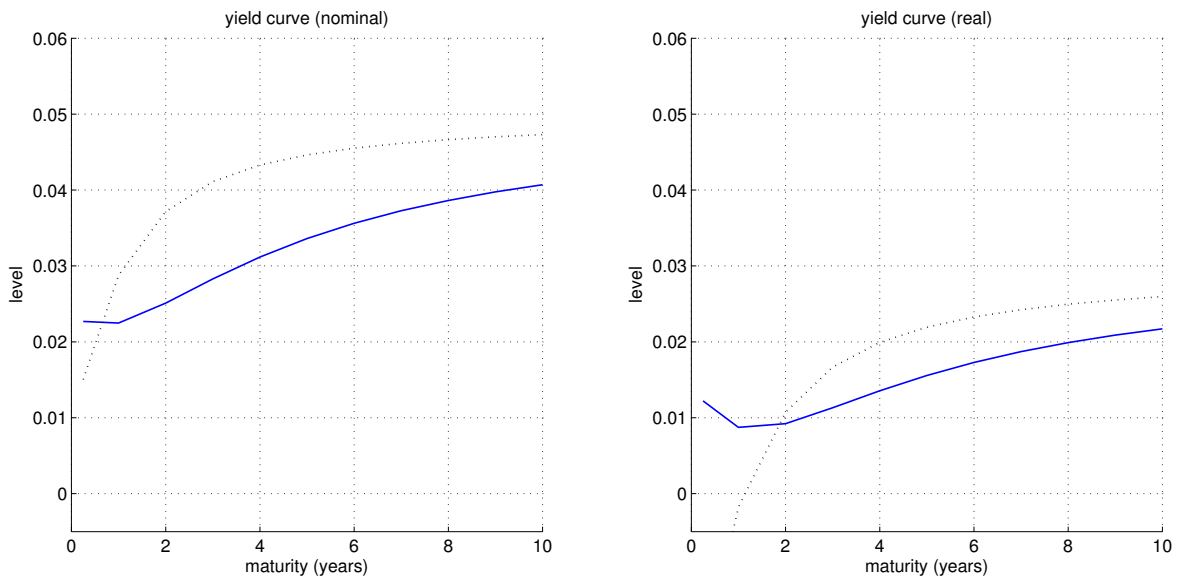 yield curve (nominal)
0.06
0.05
0.04
0.03
0.02
0.01
0
level
0 2 4 6 8 10
maturity (years)
yield curve (real)
0.06
0.05
0.04
0.03
0.02
0.01
0
level
0 2 4 6 8 10
maturity (years)